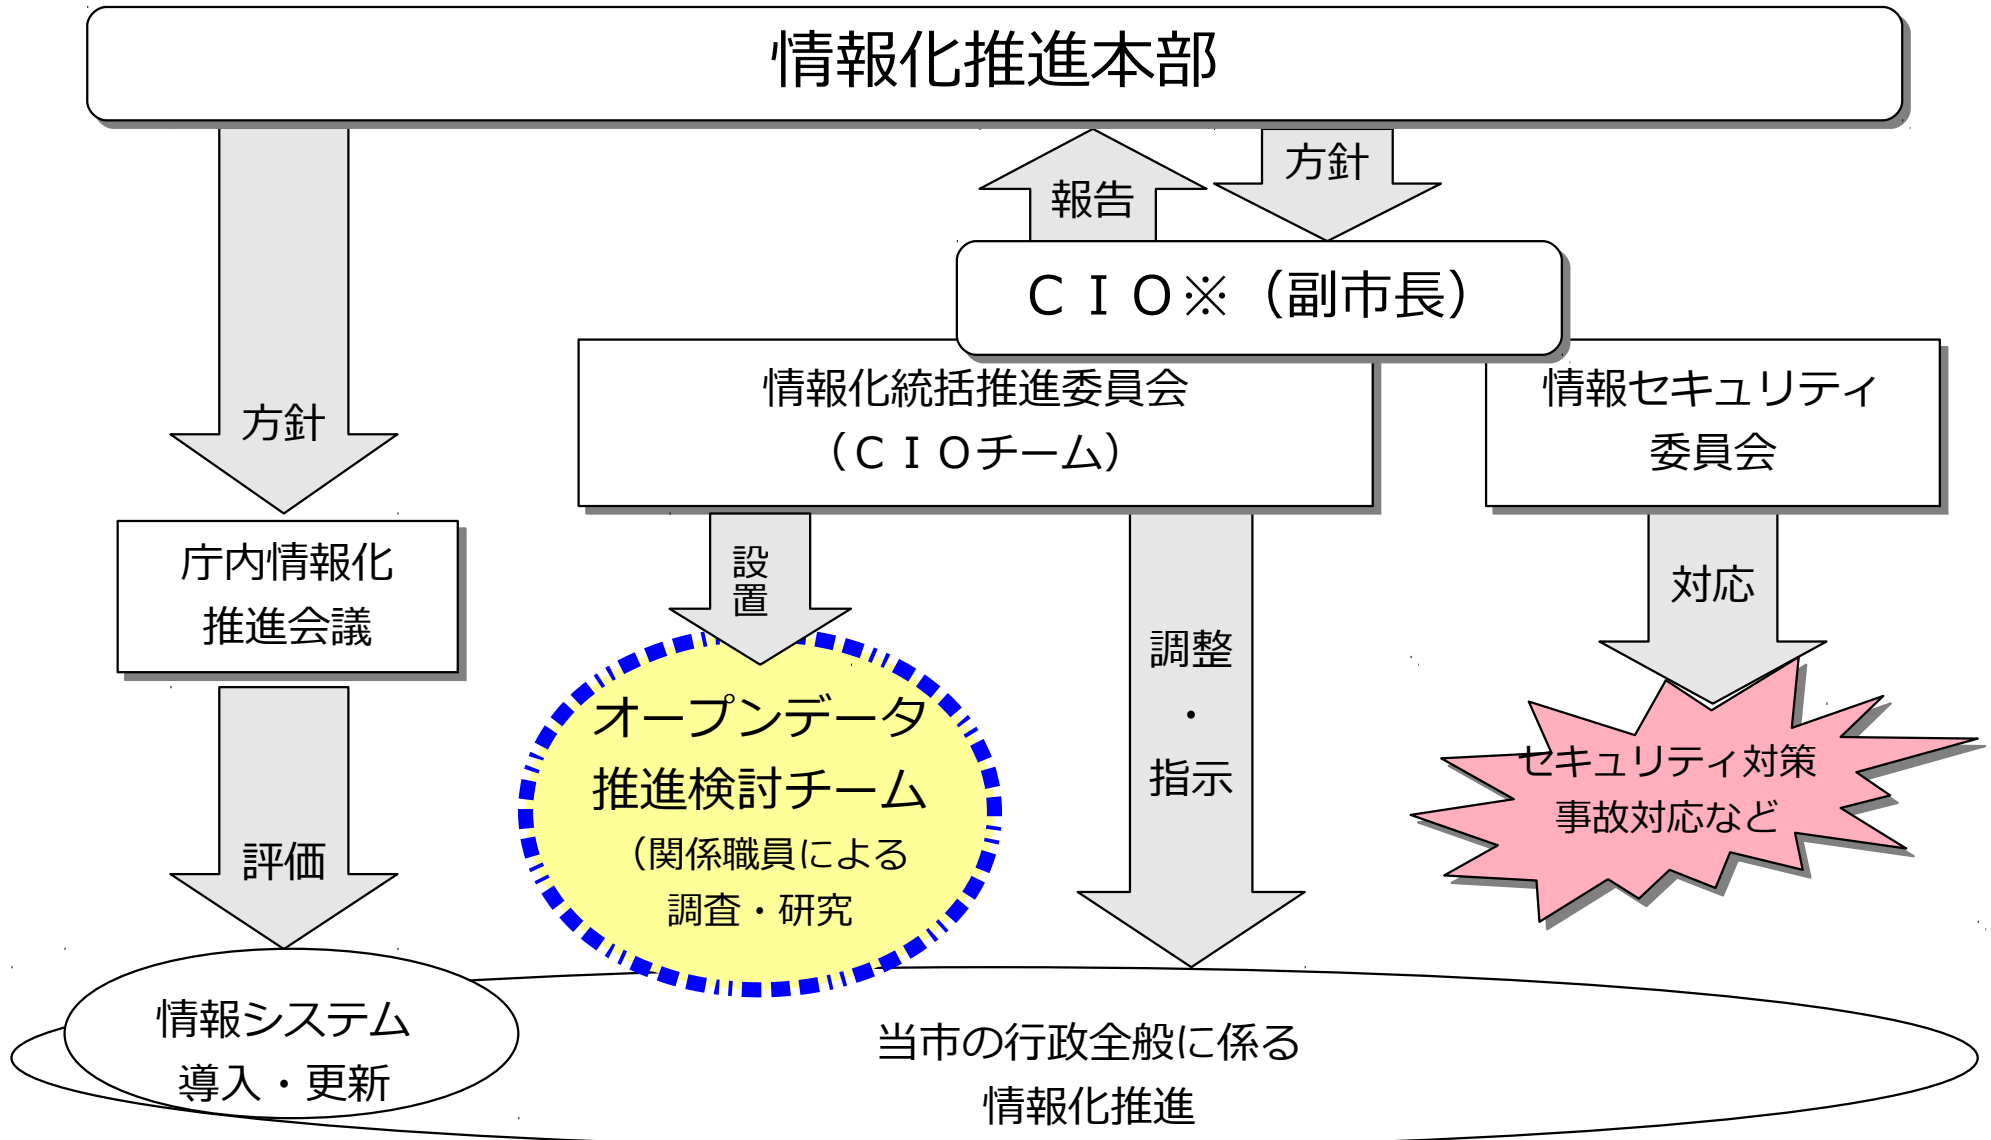 情報化推進本部
報告
方針
ＣＩＯ※（副市長）
方針
情報化統括推進委員会
（ＣＩＯチーム）
情報セキュリティ
委員会
庁内情報化
推進会議
設置
対応
調整
・
指示
オープンデータ
推進検討チーム
（関係職員による
調査・研究
セキュリティ対策
事故対応など
評価
情報システム
導入・更新
当市の行政全般に係る
情報化推進